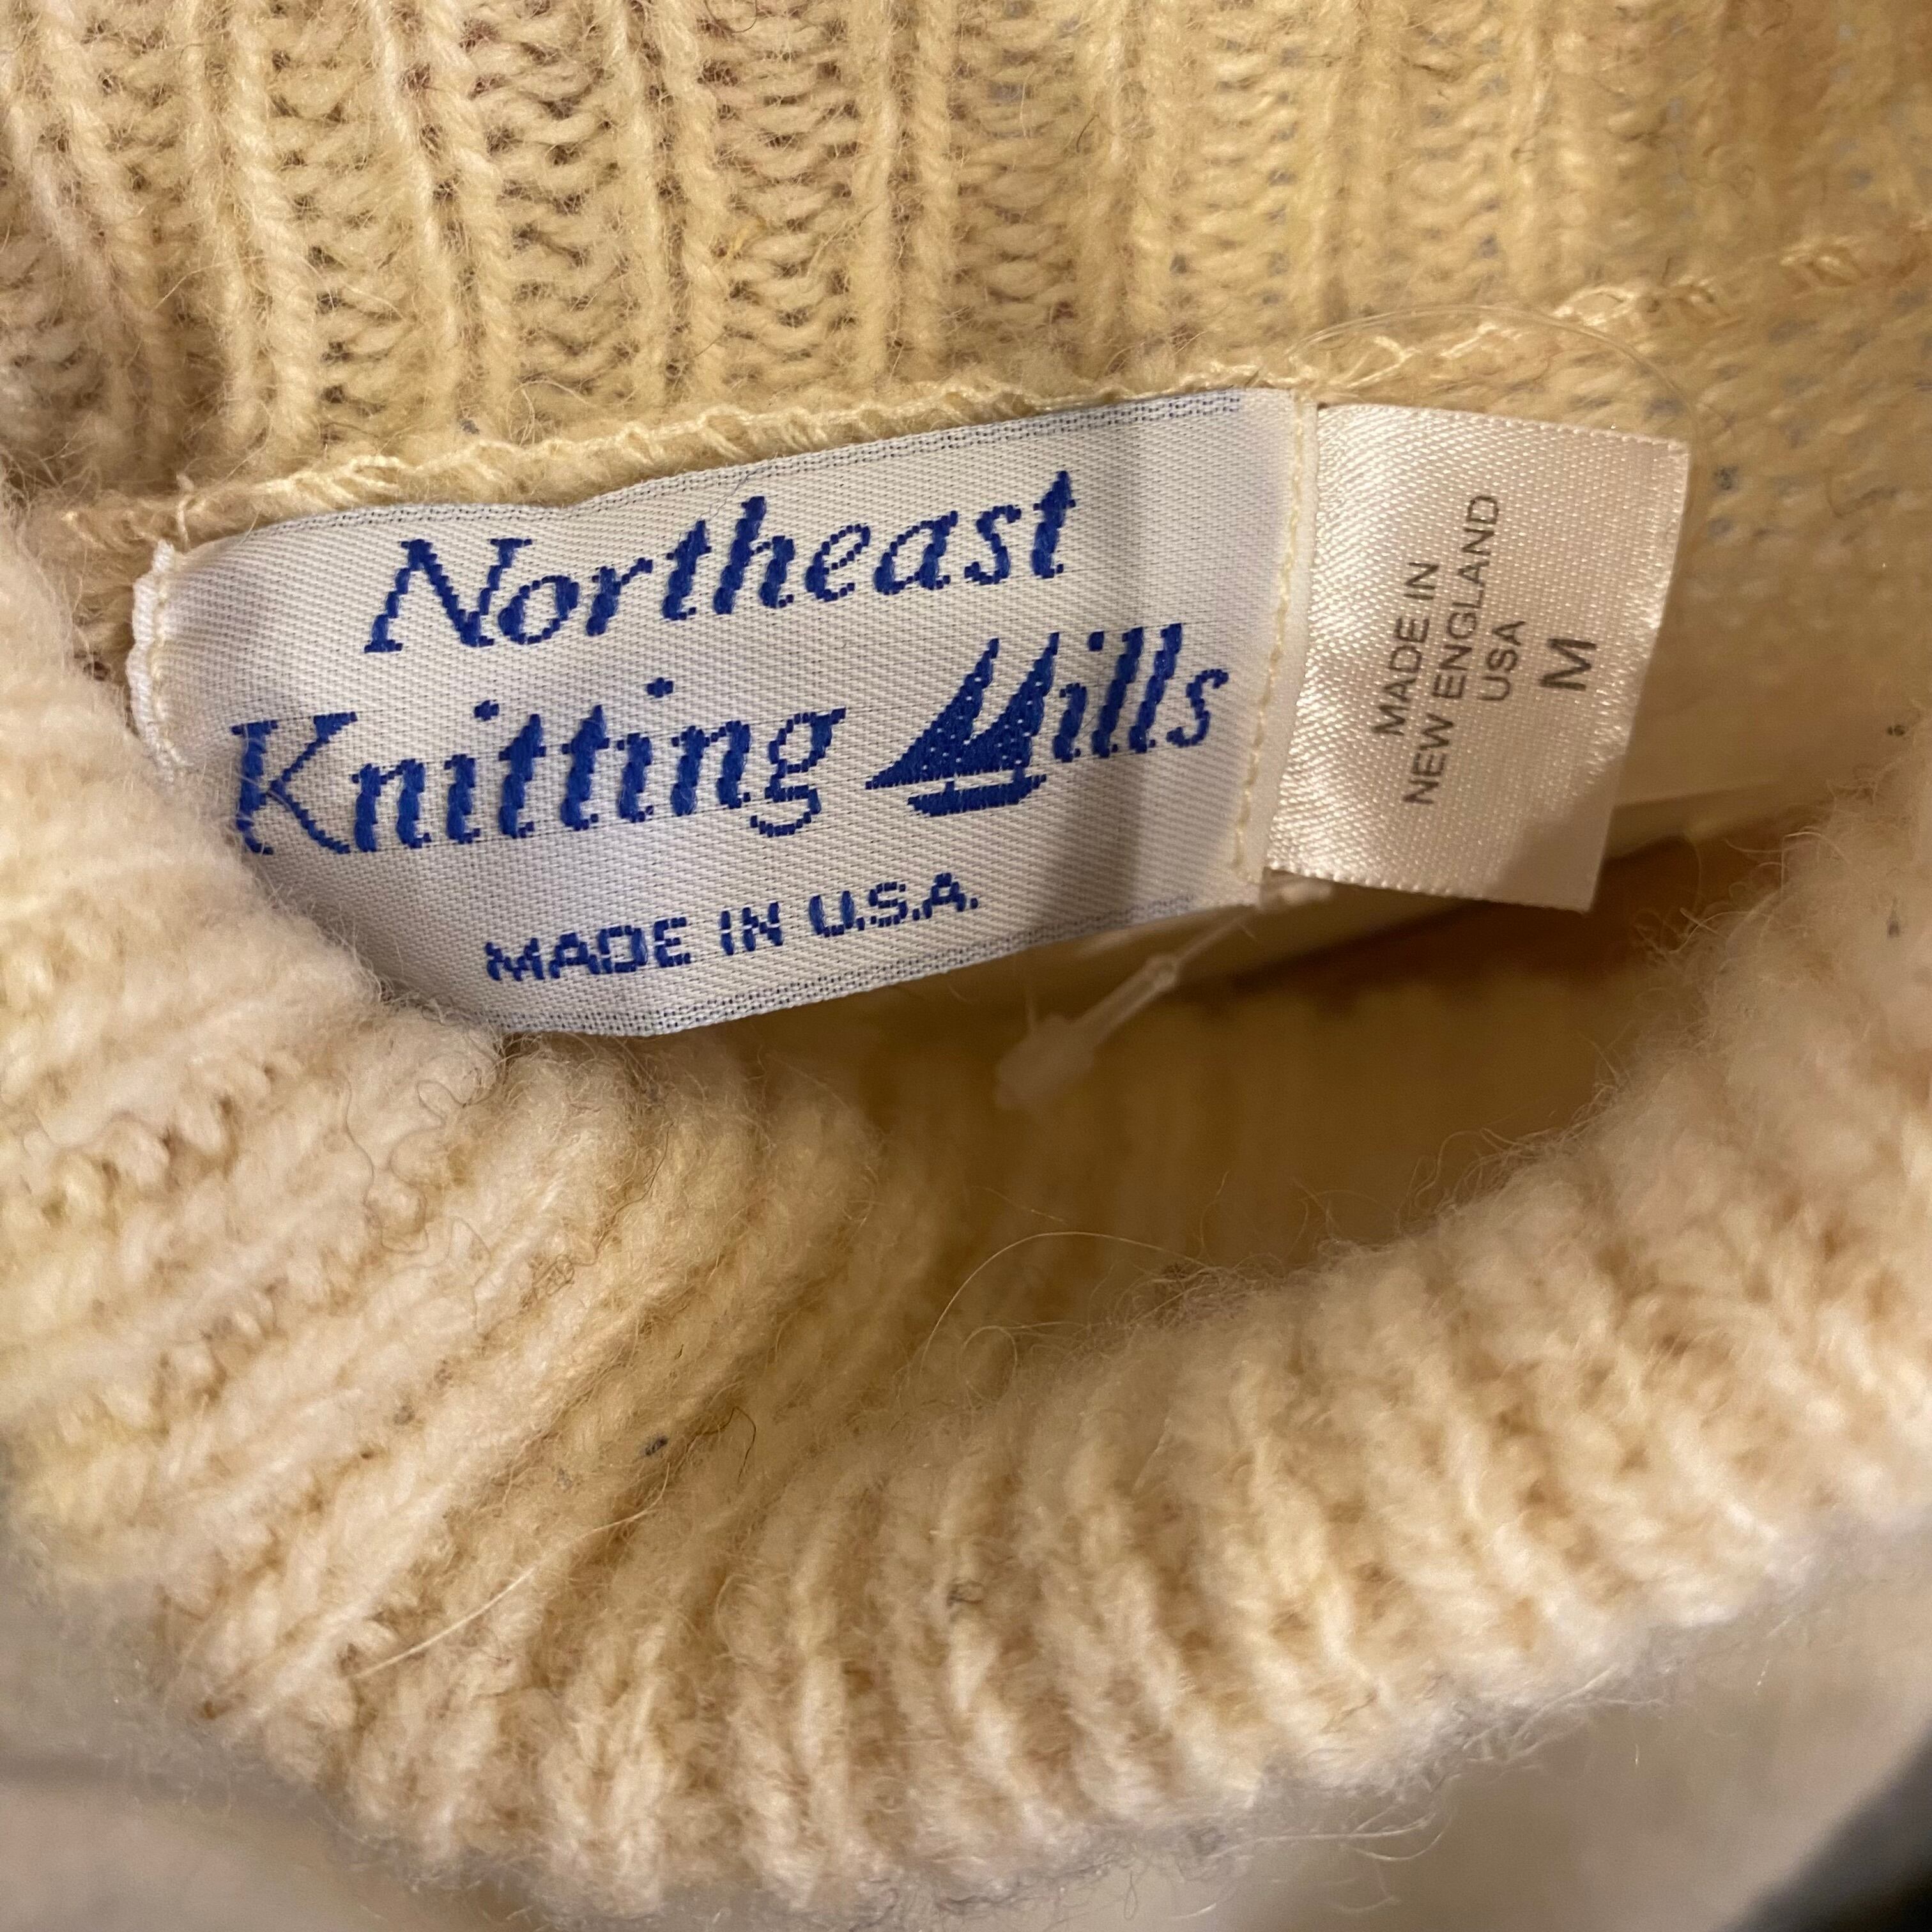 Northeast
Knitting Mills
MADE IN U.S.A.
MADE IN
NEW ENGLAND
USA
M